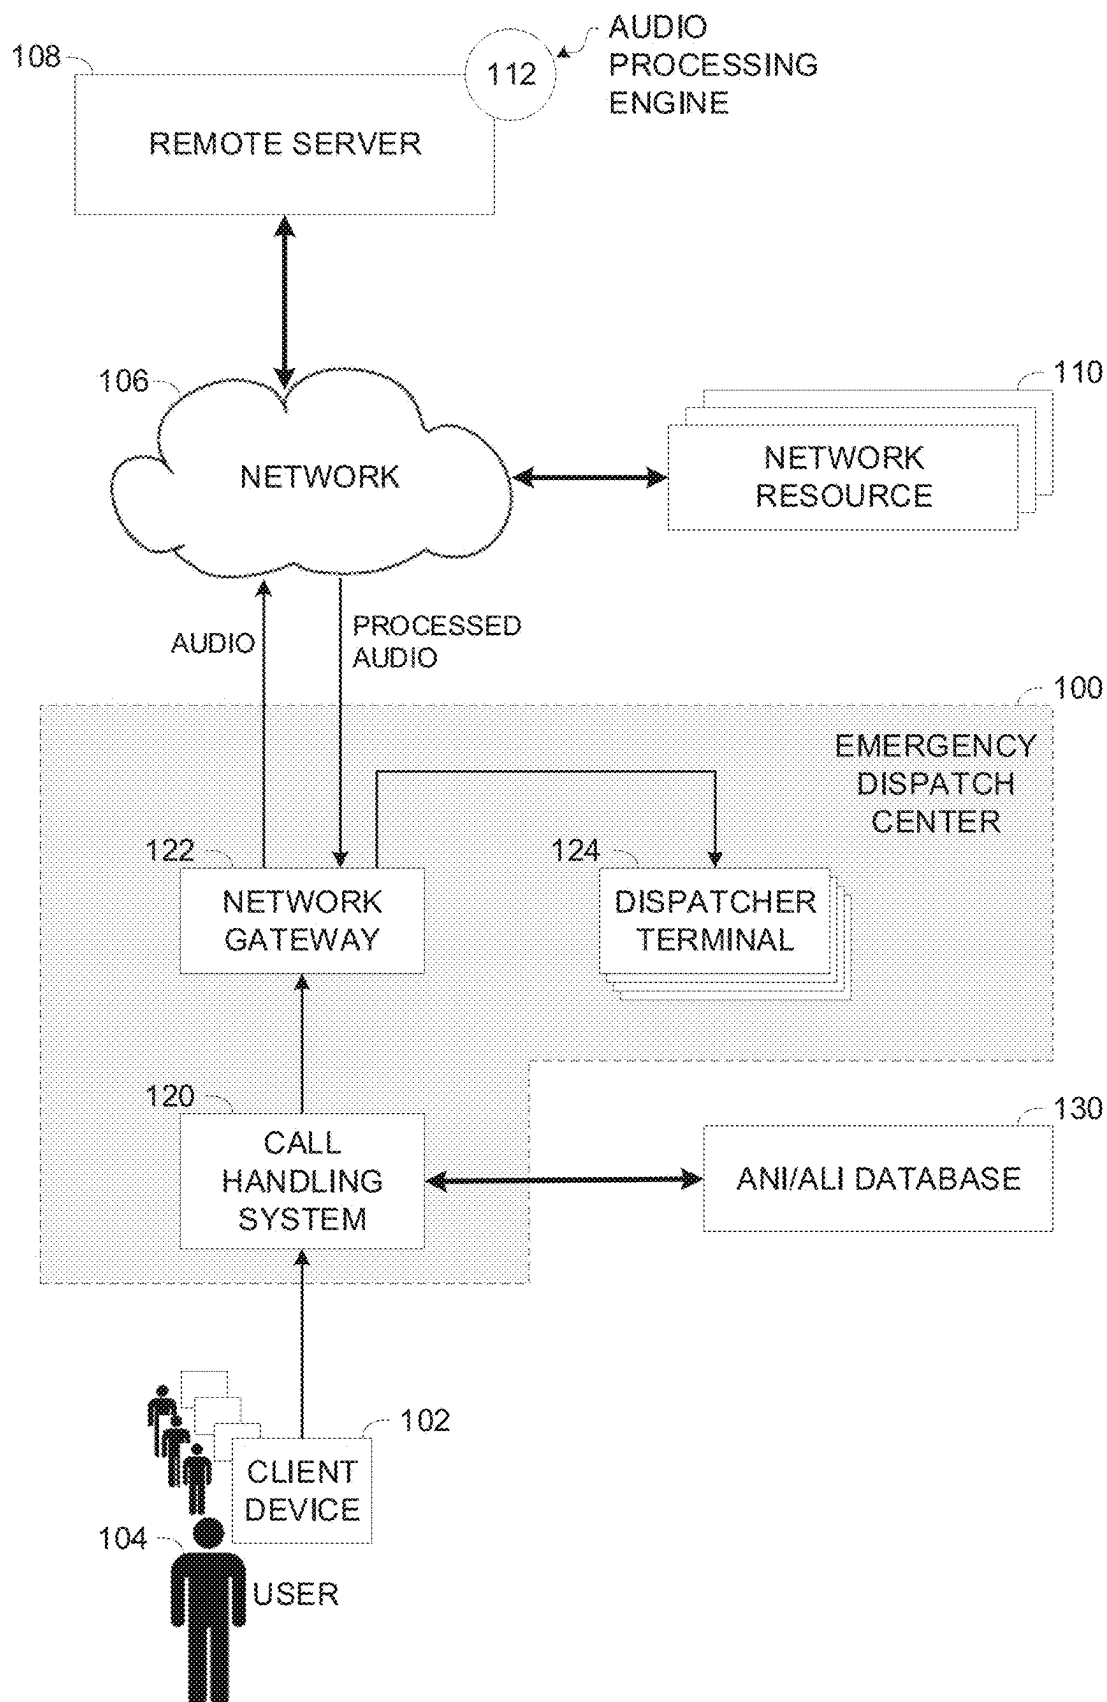 108
112
AUDIO
PROCESSING
ENGINE
REMOTE SERVER
106
NETWORK
110
NETWORK
RESOURCE
AUDIO
PROCESSED
AUDIO
100
EMERGENCY
DISPATCH
CENTER
122
NETWORK
GATEWAY
124
DISPATCHER
TERMINAL
120
CALL
HANDLING
SYSTEM
130
ANI/ALI DATABASE
102
CLIENT
DEVICE
104
USER